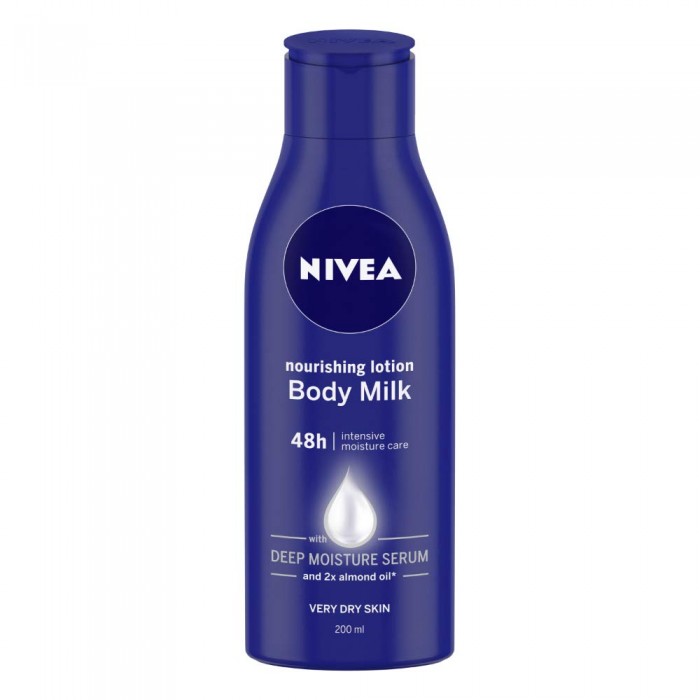 NIVEA
nourishing lotion
Body Milk
48h | intensive
moisture care
with
DEEP MOISTURE SERUM
and 2x almond oil*
VERY DRY SKIN
200 ml